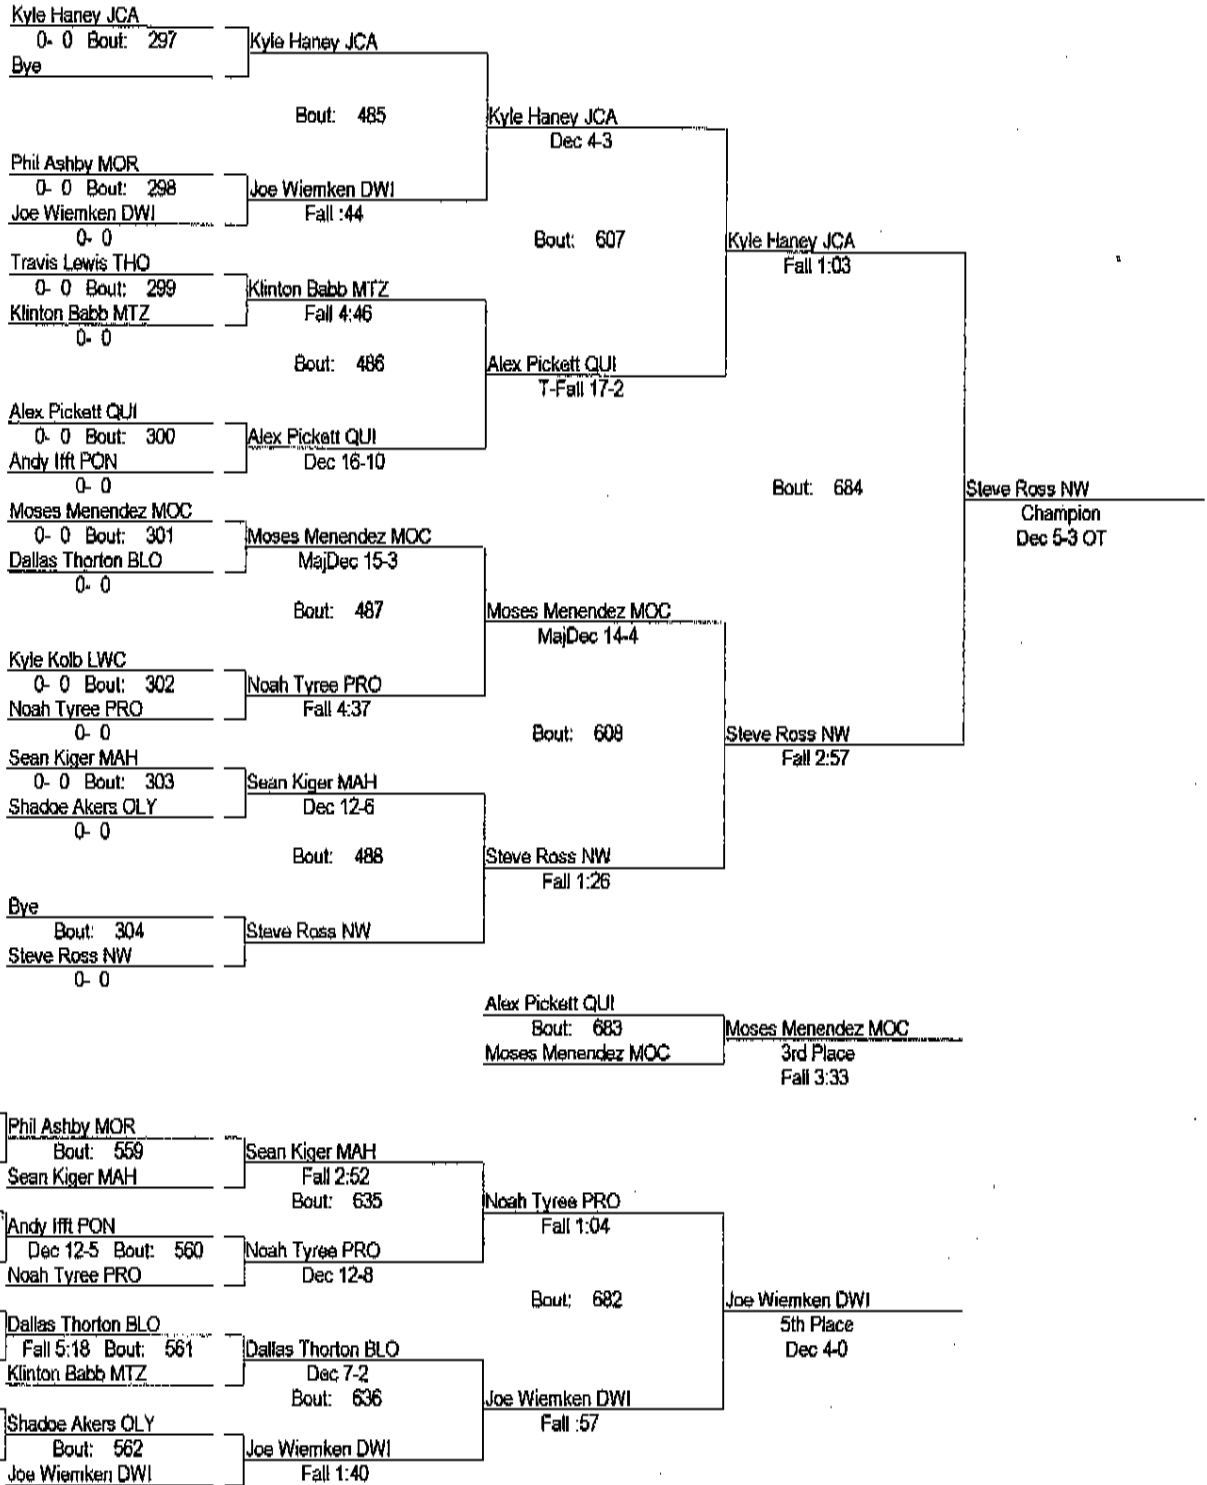 Kyle Haney JCA
0- 0 Bout: 297
Kyle Haney JCA
Bye
Bout: 485
Kyle Haney JCA
Dec 4-3
Phil Ashby MOR
0- 0 Bout: 298
Joe Wiemken DWI
Joe Wiemken DWI
Fall :44
0- 0
Bout: 607
Kyle Haney JCA
Fall 1:03
Travis Lewis THO
0- 0 Bout: 299
Klinton Babb MTZ
Klinton Babb MTZ
Fall 4:46
0- 0
Bout: 486
Alex Pickett QUI
T-Fall 17-2
Alex Pickett QUI
0- 0 Bout: 300
Alex Pickett QUI
Andy Ifft PON
Dec 16-10
0- 0
Bout: 684
Steve Ross NW
Champion
Dec 5-3 OT
Moses Menendez MOC
0- 0 Bout: 301
Moses Menendez MOC
Dallas Thorton BLO
MajDec 15-3
0- 0
Bout: 487
Moses Menendez MOC
MajDec 14-4
Kyle Kolb LWC
0- 0 Bout: 302
Noah Tyree PRO
Noah Tyree PRO
Fall 4:37
0- 0
Bout: 608
Steve Ross NW
Fall 2:57
Sean Kiger MAH
0- 0 Bout: 303
Sean Kiger MAH
Shadoe Akers OLY
Dec 12-6
0- 0
Bout: 488
Steve Ross NW
Fall 1:26
Bye
Bout: 304
Steve Ross NW
Steve Ross NW
0- 0
Alex Pickett QUI
Bout: 683
Moses Menendez MOC
Moses Menendez MOC
3rd Place
Fall 3:33
Phil Ashby MOR
Bout: 559
Sean Kiger MAH
Sean Kiger MAH
Fall 2:52
Bout: 635
Noah Tyree PRO
Fall 1:04
Andy Ifft PON
Dec 12-5 Bout: 560
Noah Tyree PRO
Noah Tyree PRO
Dec 12-8
Bout: 682
Joe Wiemken DWI
5th Place
Dec 4-0
Dallas Thorton BLO
Fall 5:18 Bout: 561
Dallas Thorton BLO
Klinton Babb MTZ
Dec 7-2
Bout: 636
Joe Wiemken DWI
Fall :57
Shadoe Akers OLY
Bout: 562
Joe Wiemken DWI
Joe Wiemken DWI
Fall 1:40